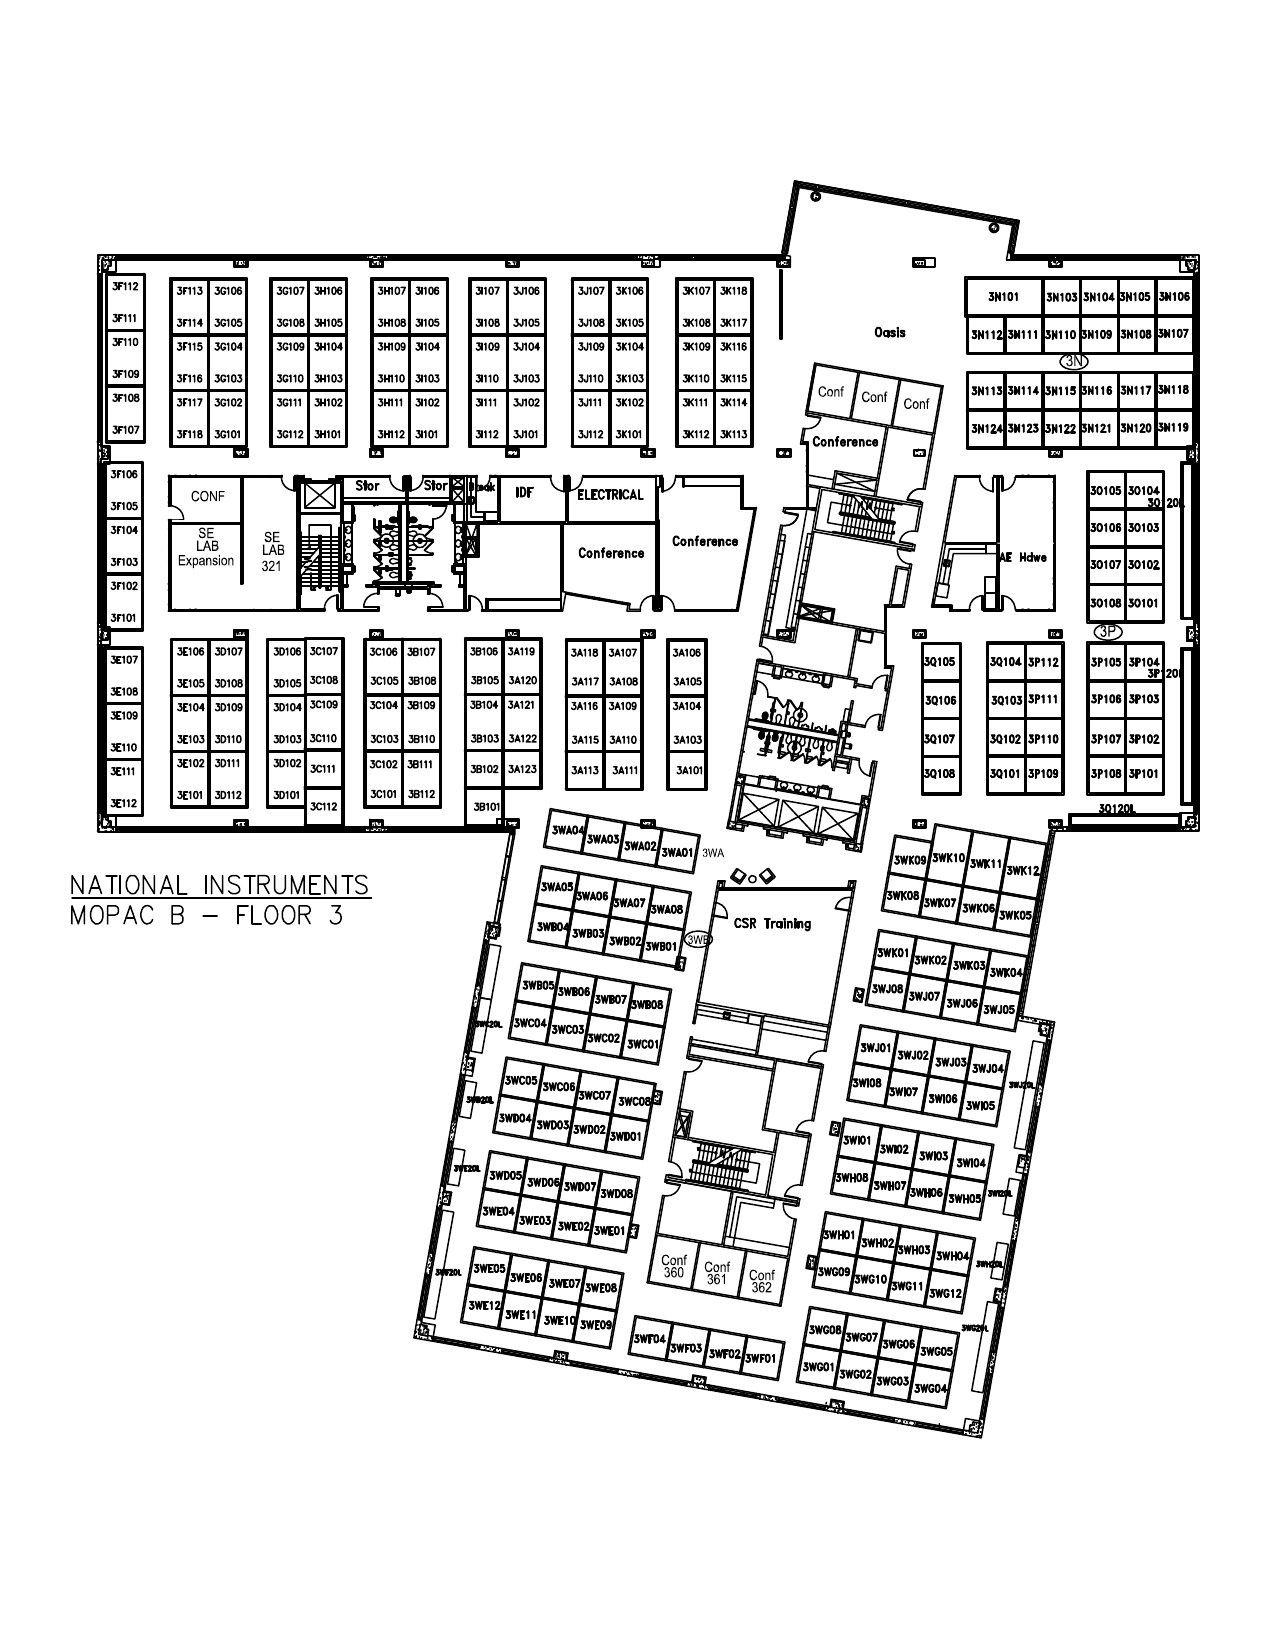 3F112 3F113 3G106 3G107 3H106 3H107 3I106 3I107 3J106 3J107 3K106 3K107 3K118
3F111 3F114 3G105 3G108 3H105 3H108 3I105 3I108 3J105 3J108 3K105 3K108 3K117
3F110 3F115 3G104 3G109 3H104 3H109 3I104 3I109 3J104 3J109 3K104 3K109 3K116
3F109 3F116 3G103 3G110 3H103 3H110 3I103 3I110 3J103 3J110 3K103 3K110 3K115
3F108 3F117 3G102 3G111 3H102 3H111 3I102 3I111 3J102 3J111 3K102 3K111 3K114
3F107 3F118 3G101 3G112 3H101 3H112 3I101 3I112 3J101 3J112 3K101 3K112 3K113
Oasis
3N101 3N103 3N104 3N105 3N106
3N112 3N111 3N110 3N109 3N108 3N107
3N
3N113 3N114 3N115 3N116 3N117 3N118
3N124 3N123 3N122 3N121 3N120 3N119
Conf Conf Conf
Conference
3F106
3F105
3F104
3F103
3F102
3F101
CONF
SE
LAB
Expansion
SE
LAB
321
Stor Stor IDF ELECTRICAL
Conference Conference
AE Hdwe
3O105 3O104
3O120L
3O106 3O103
3O107 3O102
3O108 3O101
3P
3E107 3E106 3D107 3D106 3C107 3C106 3B107 3B106 3A119 3A118 3A107 3A106
3E108 3E105 3D108 3D105 3C108 3C105 3B108 3B105 3A120 3A117 3A108 3A105
3E109 3E104 3D109 3D104 3C109 3C104 3B109 3B104 3A121 3A116 3A109 3A104
3E110 3E103 3D110 3D103 3C110 3C103 3B110 3B103 3A122 3A115 3A110 3A103
3E111 3E102 3D111 3D102 3C111 3C102 3B111 3B102 3A123 3A113 3A111 3A101
3E112 3E101 3D112 3D101 3C112 3C101 3B112 3B101
3Q105 3Q104 3P112 3P105 3P104
3P120L
3Q106 3Q103 3P111 3P106 3P103
3Q107 3Q102 3P110 3P107 3P102
3Q108 3Q101 3P109 3P108 3P101
3Q120L
NATIONAL INSTRUMENTS
MOPAC B – FLOOR 3
3WA04 3WA03 3WA02 3WA01 3WA
3WA05 3WA06 3WA07 3WA08
3WB04 3WB03 3WB02 3WB01 3WB
CSR Training
3WB05 3WB06 3WB07 3WB08
3WC04 3WC03 3WC02 3WC01
3WC20L
3WC05 3WC06 3WC07 3WC08
3WD04 3WD03 3WD02 3WD01
3WD20L
3WD05 3WD06 3WD07 3WD08
3WE04 3WE03 3WE02 3WE01
3WE20L
3WE05 3WE06 3WE07 3WE08
3WE12 3WE11 3WE10 3WE09
3WF20L
Conf
360
Conf
361
Conf
362
3WF04 3WF03 3WF02 3WF01
3WK09 3WK10 3WK11 3WK12
3WK08 3WK07 3WK06 3WK05
3WK01 3WK02 3WK03 3WK04
3WJ08 3WJ07 3WJ06 3WJ05
3WJ01 3WJ02 3WJ03 3WJ04
3WJ20L
3WI08 3WI07 3WI06 3WI05
3WI01 3WI02 3WI03 3WI04
3WH08 3WH07 3WH06 3WH05
3WI20L
3WH01 3WH02 3WH03 3WH04
3WH20L
3WG09 3WG10 3WG11 3WG12
3WG08 3WG07 3WG06 3WG05
3WG20L
3WG01 3WG02 3WG03 3WG04